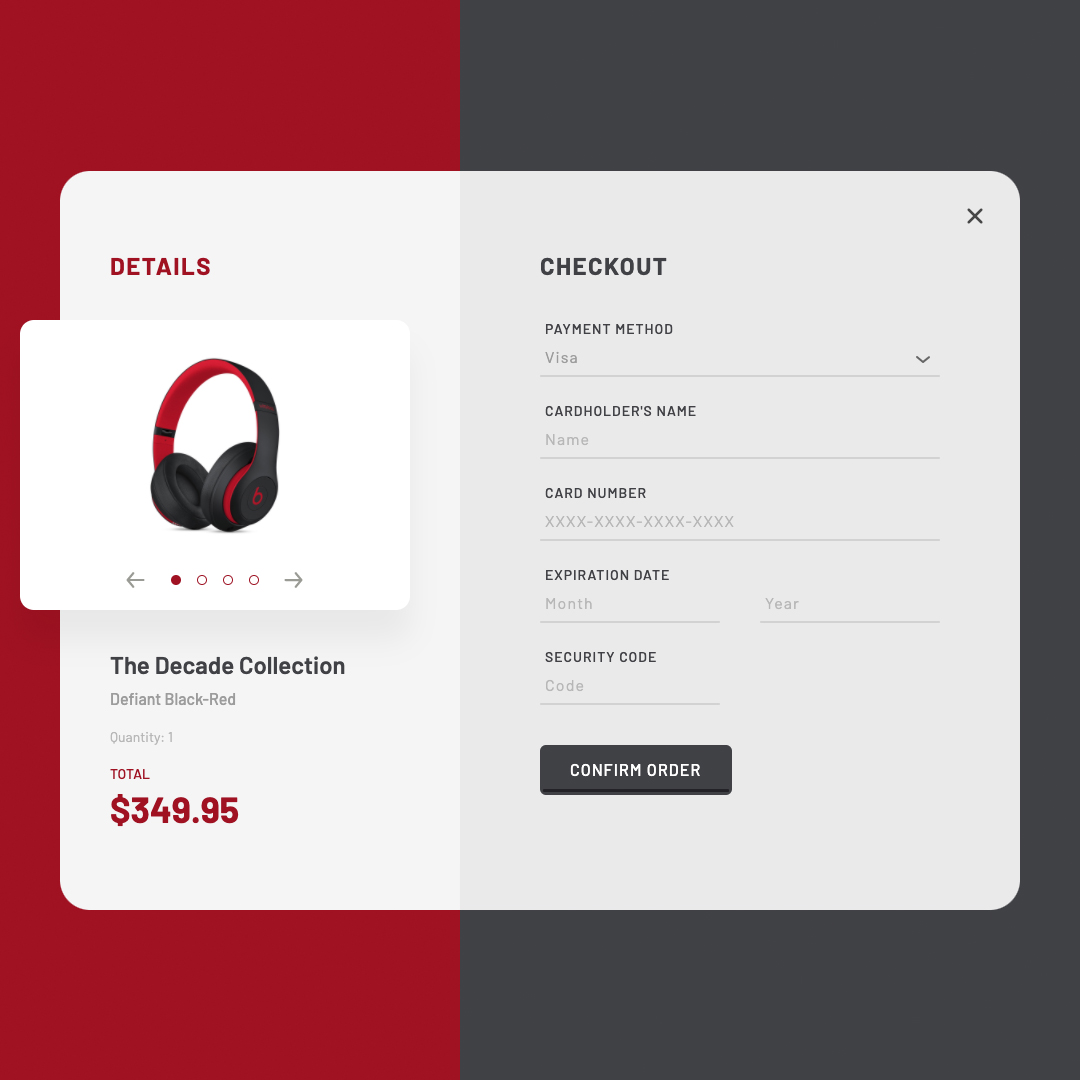 DETAILS
The Decade Collection
Defiant Black-Red
Quantity: 1
TOTAL
$349.95
CHECKOUT
PAYMENT METHOD
Visa
CARDHOLDER'S NAME
Name
CARD NUMBER
XXXX-XXXX-XXXX-XXXX
EXPIRATION DATE
Month Year
SECURITY CODE
Code
CONFIRM ORDER